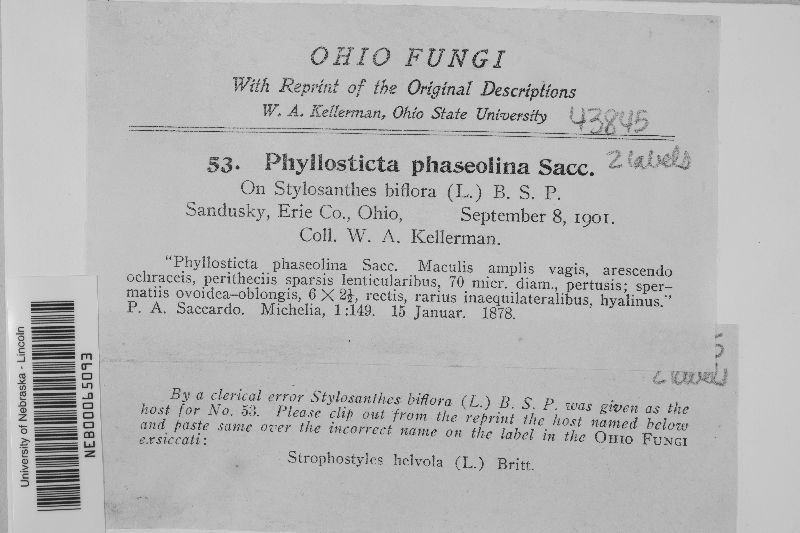 OHIO FUNGI
With Reprint of the Original Descriptions
W. A. Kellerman, Ohio State University
43845
53. Phyllosticta phaseolina Sacc.
2 labels
On Stylosanthes biflora (L.) B. S. P.
Sandusky, Erie Co., Ohio, September 8, 1901.
Coll. W. A. Kellerman.
"Phyllosticta phaseolina Sacc. Maculis amplis vagis, arescendo
ochraceis, peritheciis sparsis lenticularibus, 70 micr. diam., pertusis; sper-
matiis ovoidea-oblongis, 6 × 2½, rectis, rarius inaequilateralibus, hyalinus."
P. A. Saccardo. Michelia, 1:149. 15 Januar. 1878.
5
2 labels
By a clerical error Stylosanthes biflora (L.) B. S. P. was given as the
host for No. 53. Please clip out from the reprint the host named below
and paste same over the incorrect name on the label in the OHIO FUNGI
exsiccati:
Strophostyles helvola (L.) Britt.
University of Nebraska - Lincoln
NEB00065093